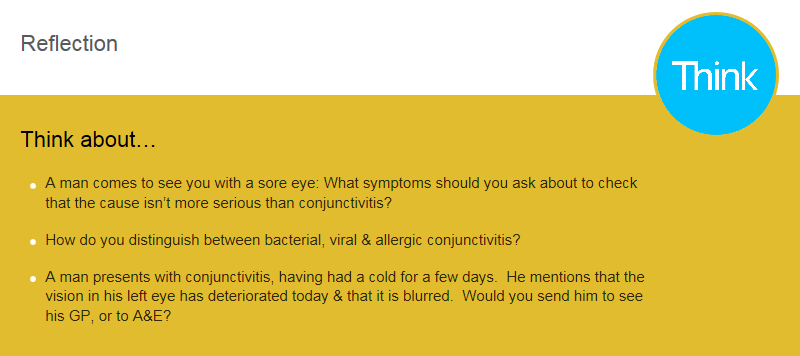 Reflection
Think
Think about…
A man comes to see you with a sore eye: What symptoms should you ask about to check
that the cause isn’t more serious than conjunctivitis?
How do you distinguish between bacterial, viral & allergic conjunctivitis?
A man presents with conjunctivitis, having had a cold for a few days.  He mentions that the
vision in his left eye has deteriorated today & that it is blurred.  Would you send him to see
his GP, or to A&E?